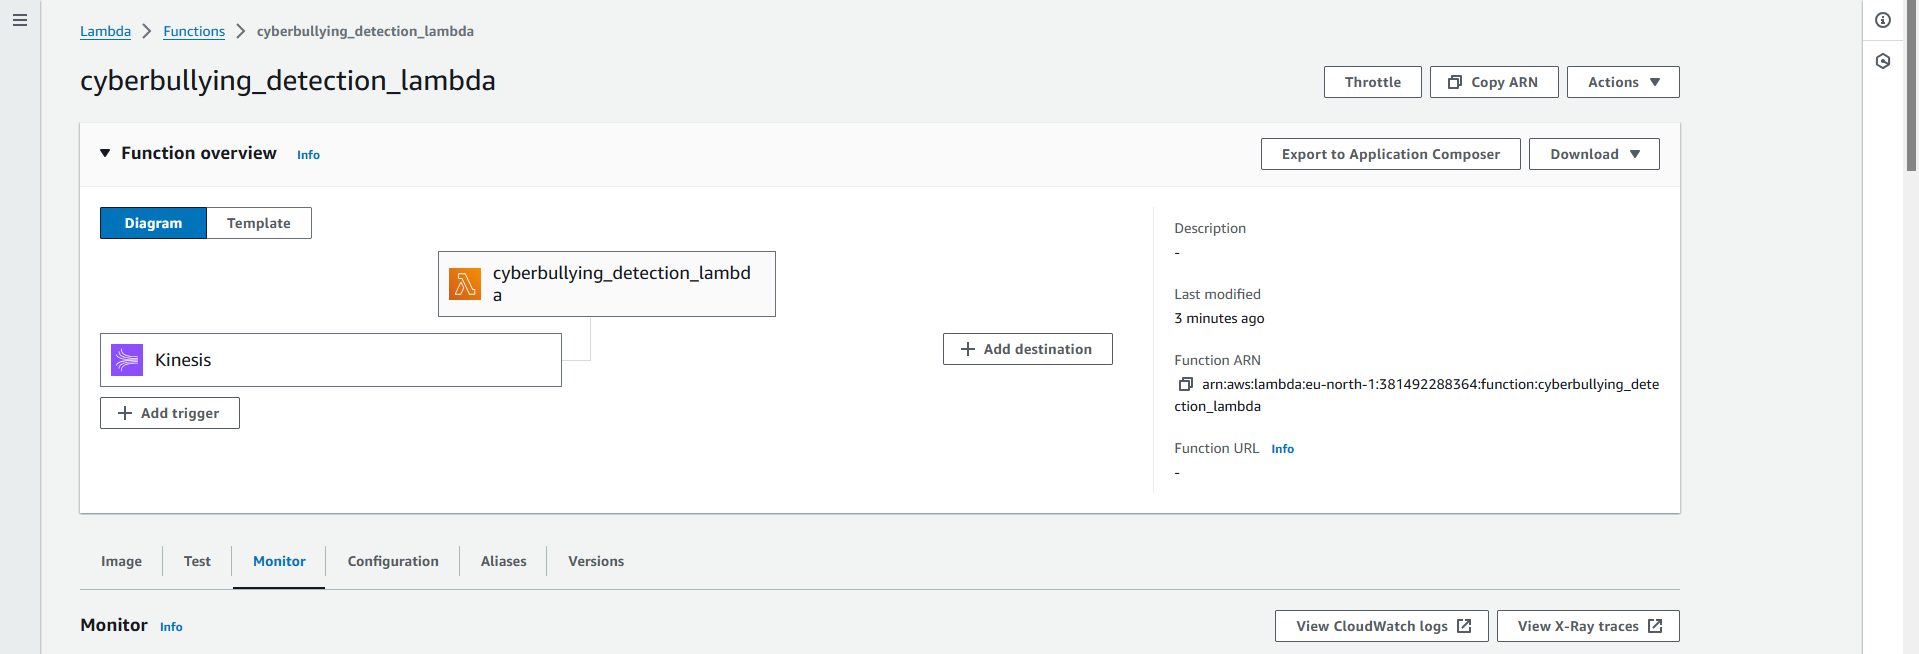 Lambda > Functions > cyberbullying_detection_lambda
cyberbullying_detection_lambda
Throttle
Copy ARN
Actions
Function overview Info
Export to Application Composer
Download
Diagram
Template
cyberbullying_detection_lambd
a
Kinesis
Add trigger
Add destination
Description
-
Last modified
3 minutes ago
Function ARN
arn:aws:lambda:eu-north-1:381492288364:function:cyberbullying_dete
ction_lambda
Function URL Info
-
Image
Test
Monitor
Configuration
Aliases
Versions
Monitor Info
View CloudWatch logs
View X-Ray traces